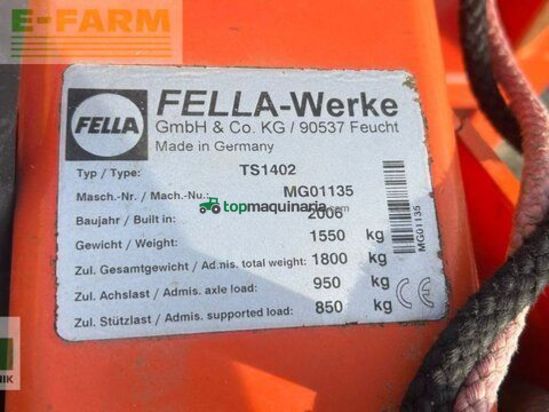 E-FARM
FELLA
FELLA-Werke
GmbH & Co. KG / 90537 Feucht
Made in Germany
Typ / Type: TS1402
Masch.-Nr. / Mach.-Nu.: MG01135
topmaquinaria.com
Baujahr / Built in: 2006
Gewicht / Weight: 1550 kg
Zul. Gesamtgewicht / Admis. total weight: 1800 kg
Zul. Achslast / Admis. axle load: 950 kg
Zul. Stützlast / Admis. supported load: 850 kg
MG01135
CE
NIK